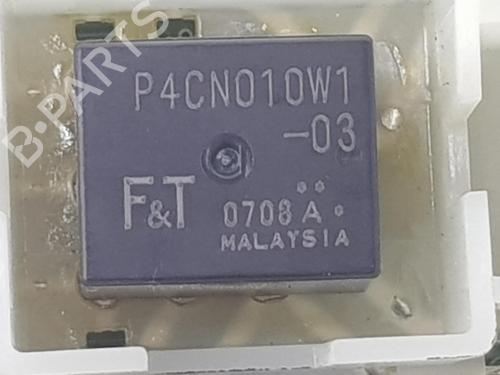 B-PARTS
P4CN010W1
-03
F&T
0708 A
MALAYSIA